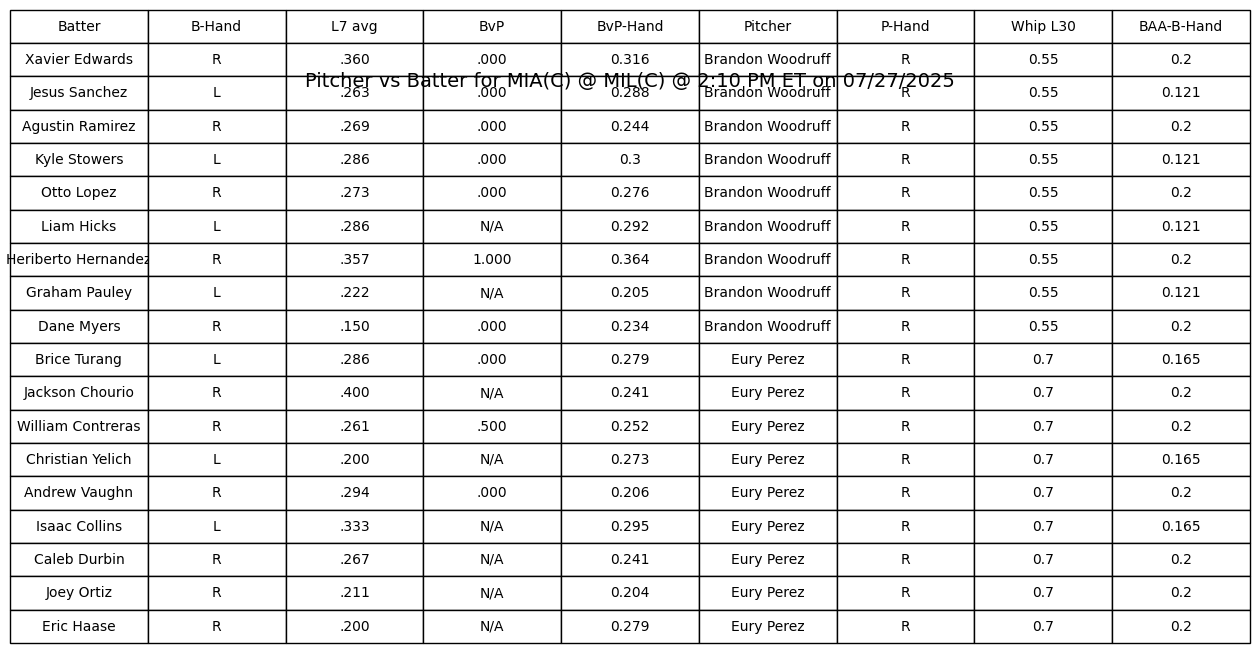 Batter B-Hand L7 avg BvP BvP-Hand Pitcher P-Hand Whip L30 BAA-B-Hand
Xavier Edwards R .360 .000 0.316 Brandon Woodruff R 0.55 0.2
Pitcher vs Batter for MIA(C) @ MIL(C) @ 2:10 PM ET on 07/27/2025
Jesus Sanchez L .263 .000 0.288 Brandon Woodruff R 0.55 0.121
Agustin Ramirez R .269 .000 0.244 Brandon Woodruff R 0.55 0.2
Kyle Stowers L .286 .000 0.3 Brandon Woodruff R 0.55 0.121
Otto Lopez R .273 .000 0.276 Brandon Woodruff R 0.55 0.2
Liam Hicks L .286 N/A 0.292 Brandon Woodruff R 0.55 0.121
Heriberto Hernandez R .357 1.000 0.364 Brandon Woodruff R 0.55 0.2
Graham Pauley L .222 N/A 0.205 Brandon Woodruff R 0.55 0.121
Dane Myers R .150 .000 0.234 Brandon Woodruff R 0.55 0.2
Brice Turang L .286 .000 0.279 Eury Perez R 0.7 0.165
Jackson Chourio R .400 N/A 0.241 Eury Perez R 0.7 0.2
William Contreras R .261 .500 0.252 Eury Perez R 0.7 0.2
Christian Yelich L .200 N/A 0.273 Eury Perez R 0.7 0.165
Andrew Vaughn R .294 .000 0.206 Eury Perez R 0.7 0.2
Isaac Collins L .333 N/A 0.295 Eury Perez R 0.7 0.165
Caleb Durbin R .267 N/A 0.241 Eury Perez R 0.7 0.2
Joey Ortiz R .211 N/A 0.204 Eury Perez R 0.7 0.2
Eric Haase R .200 N/A 0.279 Eury Perez R 0.7 0.2